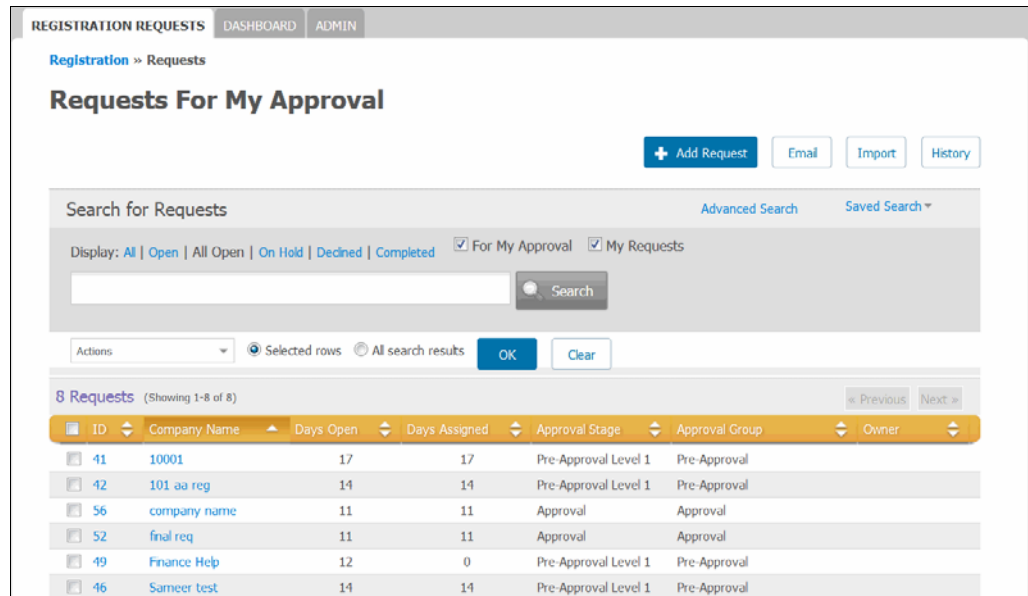 REGISTRATION REQUESTS DASHBOARD ADMIN
Registration » Requests
Requests For My Approval
Add Request Email Import History
Search for Requests Advanced Search Saved Search
Display: All | Open | All Open | On Hold | Declined | Completed For My Approval My Requests
Search
Actions Selected rows All search results OK Clear
8 Requests (Showing 1-8 of 8) « Previous Next »
ID Company Name Days Open Days Assigned Approval Stage Approval Group Owner
41 10001 17 17 Pre-Approval Level 1 Pre-Approval
42 101 aa reg 14 14 Pre-Approval Level 1 Pre-Approval
56 company name 11 11 Approval Approval
52 final req 11 11 Approval Approval
49 Finance Help 12 0 Pre-Approval Level 1 Pre-Approval
46 Sameer test 14 14 Pre-Approval Level 1 Pre-Approval